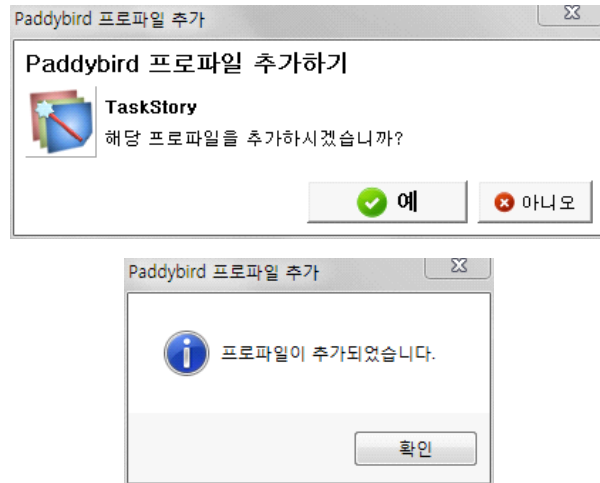 Paddybird 프로파일 추가
Paddybird 프로파일 추가하기
TaskStory
해당 프로파일을 추가하시겠습니까?
예
아니오
Paddybird 프로파일 추가
프로파일이 추가되었습니다.
확인